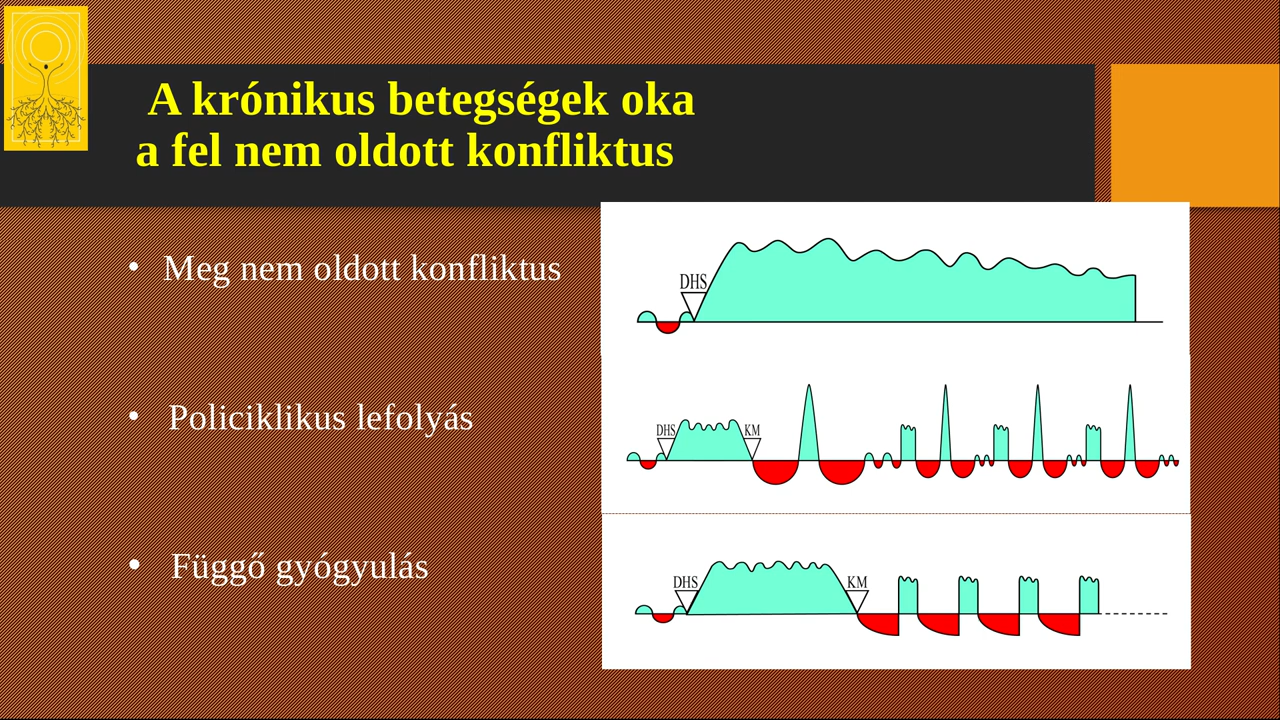 A krónikus betegségek oka
a fel nem oldott konfliktus
• Meg nem oldott konfliktus
DHS
• Policiklikus lefolyás
DHS KM
• Függő gyógyulás
DHS KM